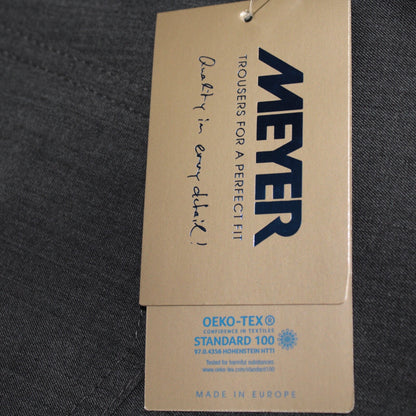 MEYER
TROUSERS FOR A PERFECT FIT
Quality in every detail!
OEKO-TEX®
CONFIDENCE IN TEXTILES
STANDARD 100
97.0.4356 HOHENSTEIN HTTI
Tested for harmful substances
www.oeko-tex.com/standard100
MADE IN EUROPE